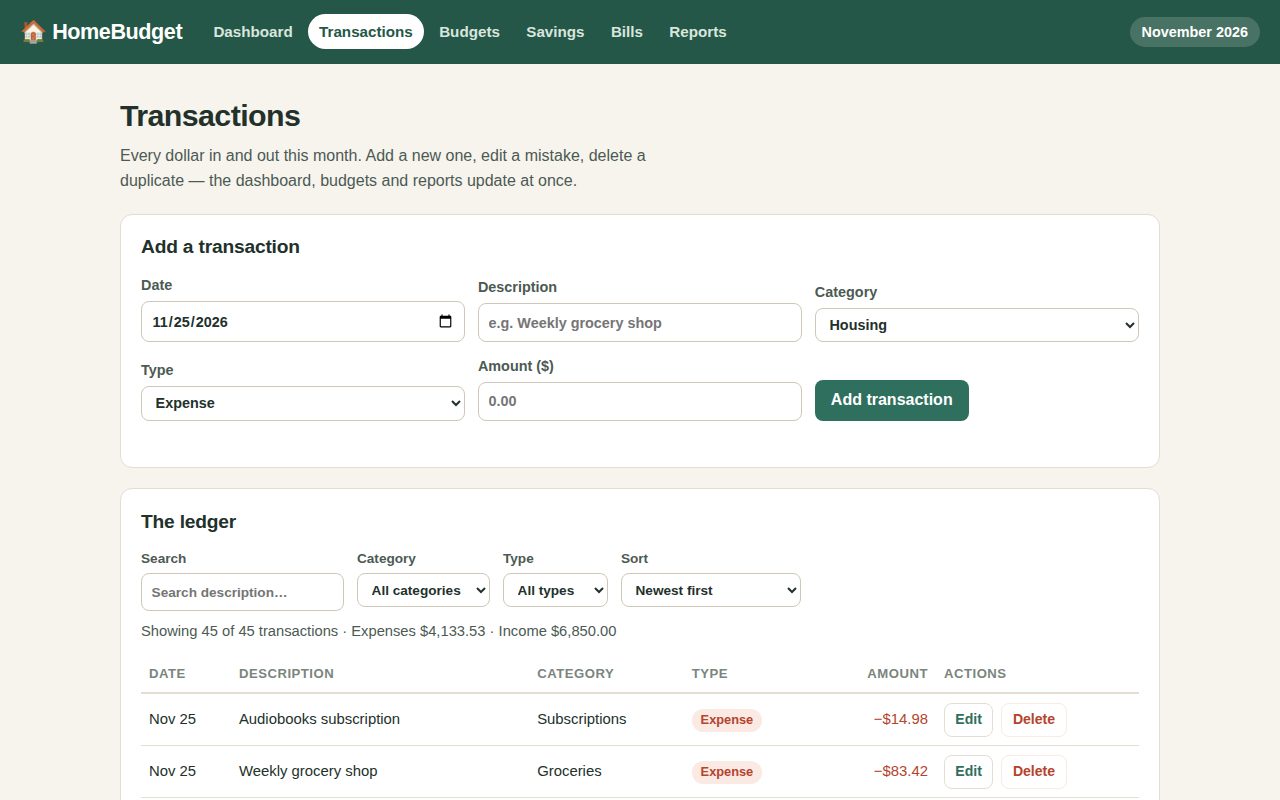 🏠 HomeBudget Dashboard Transactions Budgets Savings Bills Reports November 2026
Transactions
Every dollar in and out this month. Add a new one, edit a mistake, delete a
duplicate — the dashboard, budgets and reports update at once.
Add a transaction
Date Description Category
11/25/2026 e.g. Weekly grocery shop Housing
Type Amount ($)
Expense 0.00 Add transaction
The ledger
Search Category Type Sort
Search description… All categories All types Newest first
Showing 45 of 45 transactions · Expenses $4,133.53 · Income $6,850.00
DATE DESCRIPTION CATEGORY TYPE AMOUNT ACTIONS
Nov 25 Audiobooks subscription Subscriptions Expense −$14.98 Edit Delete
Nov 25 Weekly grocery shop Groceries Expense −$83.42 Edit Delete